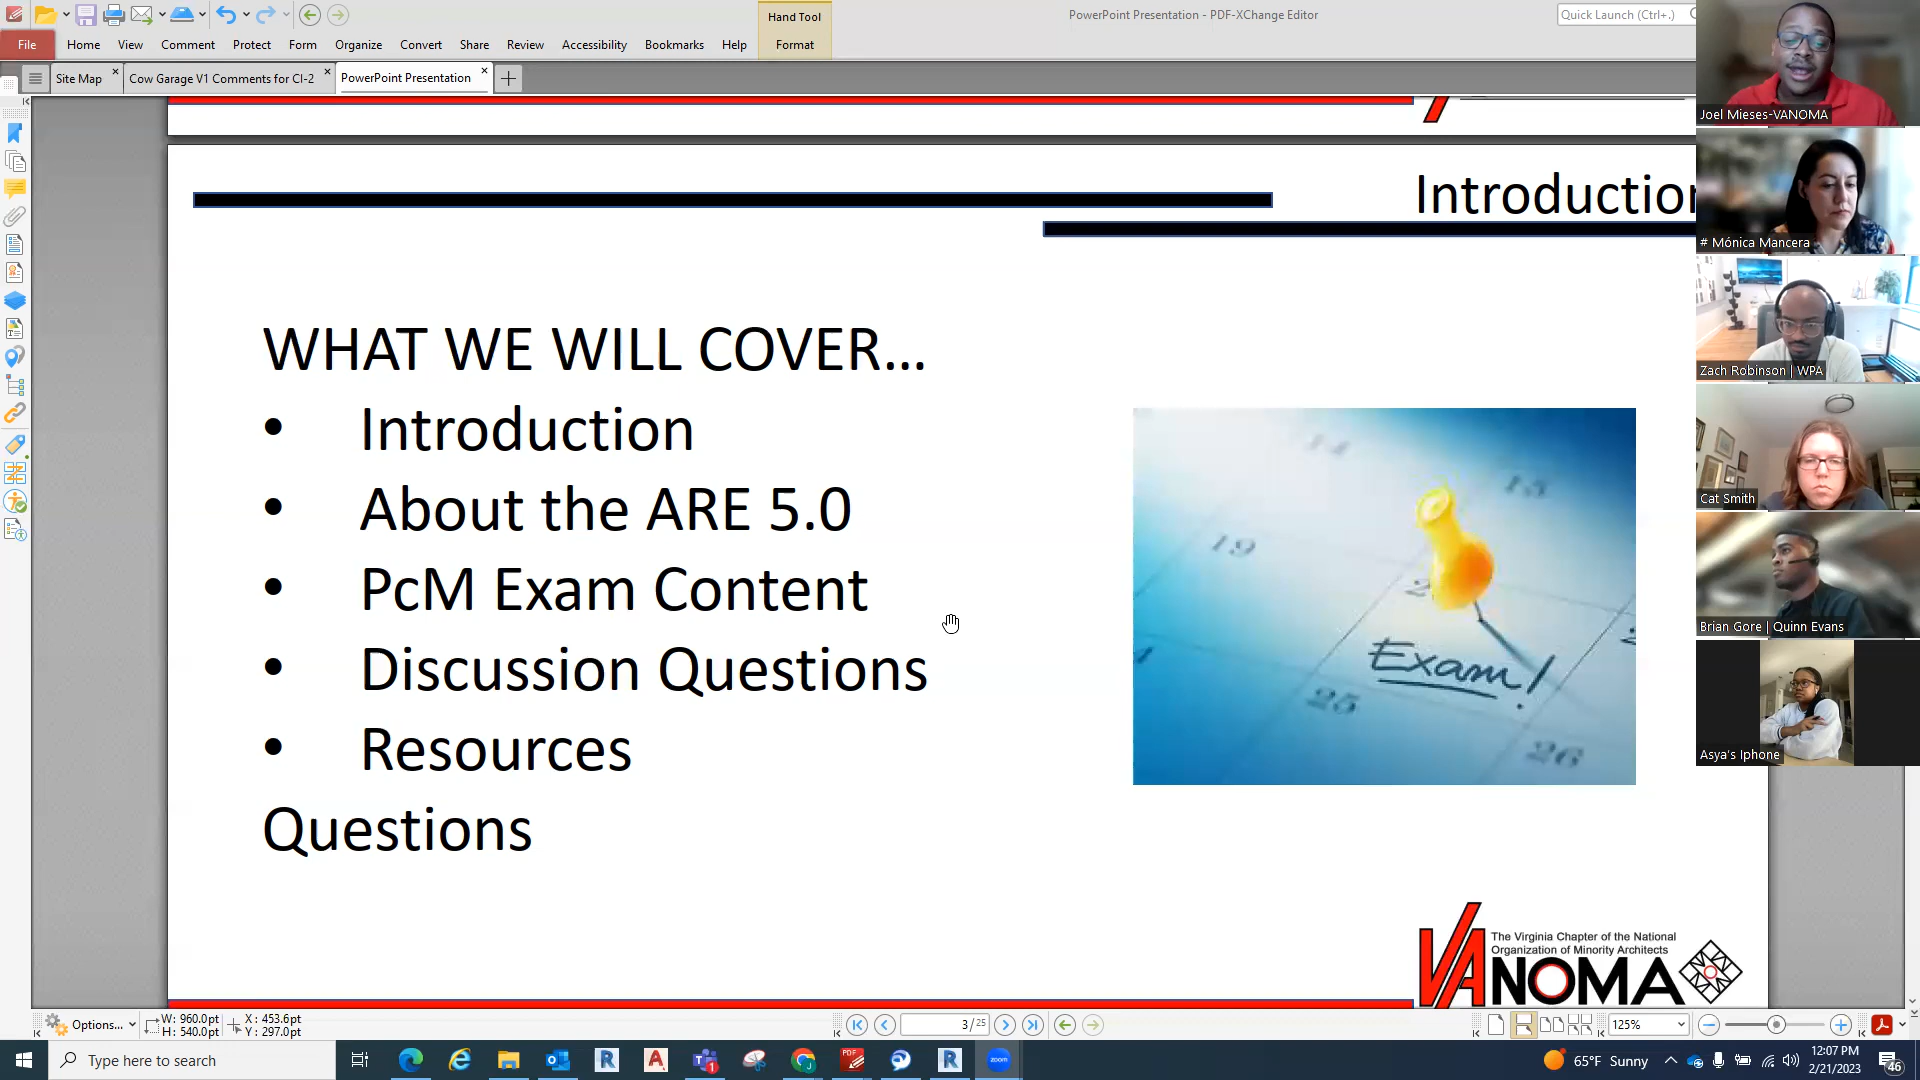 Hand Tool
PowerPoint Presentation - PDF-XChange Editor
Quick Launch (Ctrl+.)
File
Home
View
Comment
Protect
Form
Organize
Convert
Share
Review
Accessibility
Bookmarks
Help
Format
Site Map
Cow Garage V1 Comments for CI-2
PowerPoint Presentation
Introduction
WHAT WE WILL COVER...
• Introduction
• About the ARE 5.0
• PcM Exam Content
• Discussion Questions
• Resources
Questions
14
15
19
2
Exam!
25
26
The Virginia Chapter of the National
Organization of Minority Architects
VANOMA
Joel Mieses-VANOMA
# Mónica Mancera
Zach Robinson | WPA
Cat Smith
Brian Gore | Quinn Evans
Asya's Iphone
Options...
W: 960.0pt
H: 540.0pt
X: 453.6pt
Y: 297.0pt
3 / 25
125%
Type here to search
65°F Sunny
12:07 PM
2/21/2023
46